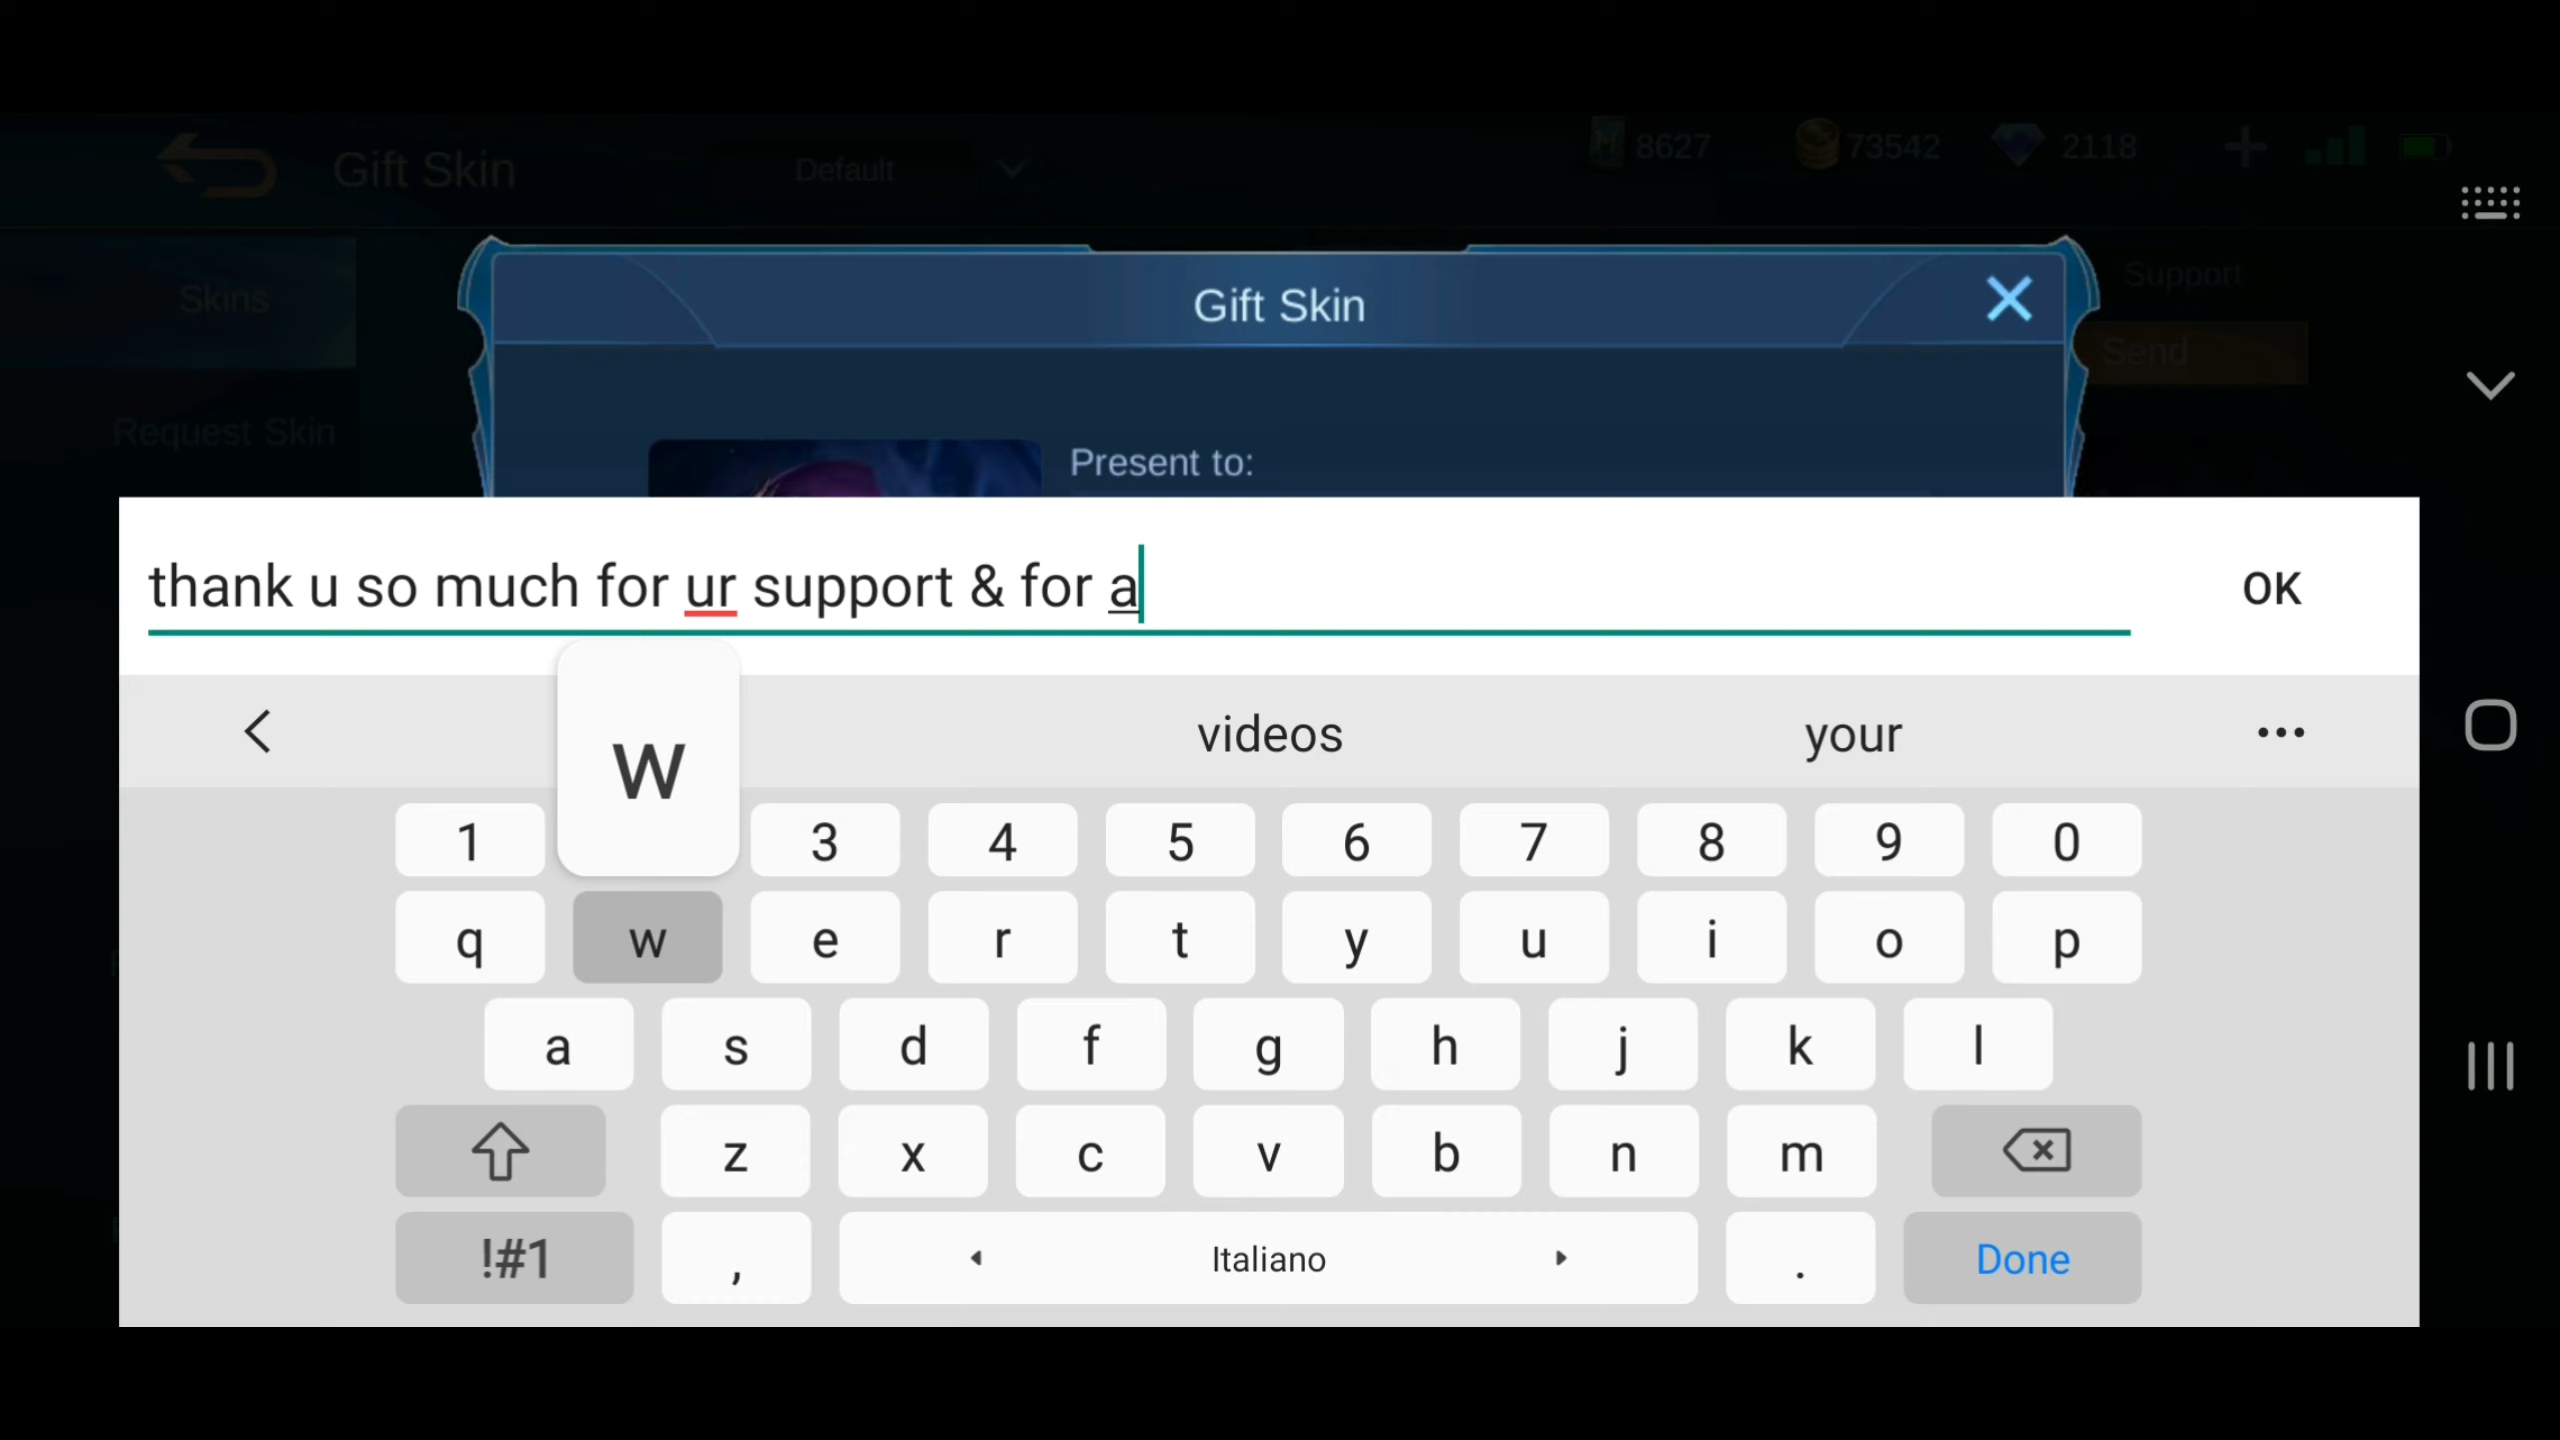 Gift Skin
Default
8627
73542
2118
Skins
Request Skin
Support
Send
Gift Skin
Present to:
thank u so much for ur support & for a
OK
w
videos
your
1 3 4 5 6 7 8 9 0
q w e r t y u i o p
a s d f g h j k l
z x c v b n m
!#1 , Italiano . Done